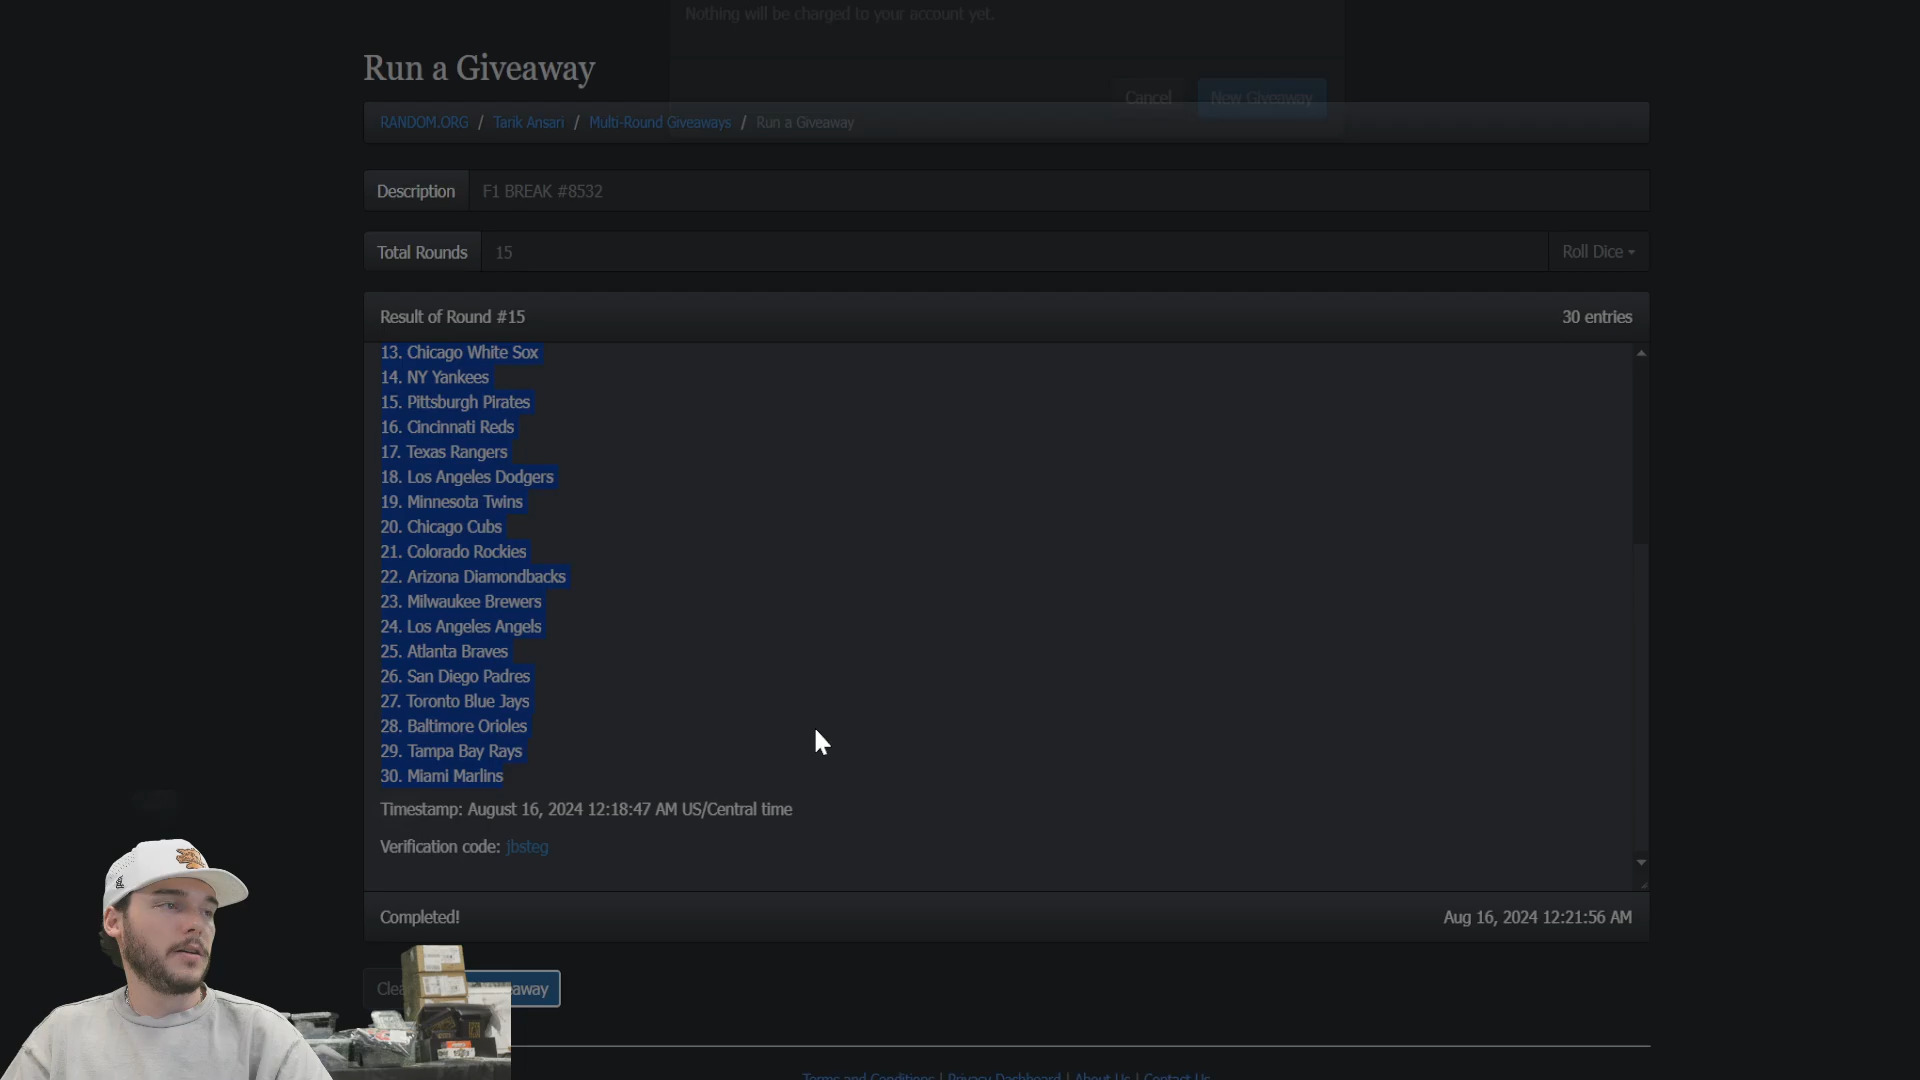 Nothing will be charged to your account yet.
Run a Giveaway
Cancel
New Giveaway
RANDOM.ORG / Tarik Ansari / Multi-Round Giveaways / Run a Giveaway
Description F1 BREAK #8532
Total Rounds 15 Roll Dice
Result of Round #15 30 entries
13. Chicago White Sox
14. NY Yankees
15. Pittsburgh Pirates
16. Cincinnati Reds
17. Texas Rangers
18. Los Angeles Dodgers
19. Minnesota Twins
20. Chicago Cubs
21. Colorado Rockies
22. Arizona Diamondbacks
23. Milwaukee Brewers
24. Los Angeles Angels
25. Atlanta Braves
26. San Diego Padres
27. Toronto Blue Jays
28. Baltimore Orioles
29. Tampa Bay Rays
30. Miami Marlins
Timestamp: August 16, 2024 12:18:47 AM US/Central time
Verification code: jbsteg
Completed! Aug 16, 2024 12:21:56 AM
Clea away
Terms and Conditions | Privacy Dashboard | About Us | Contact Us